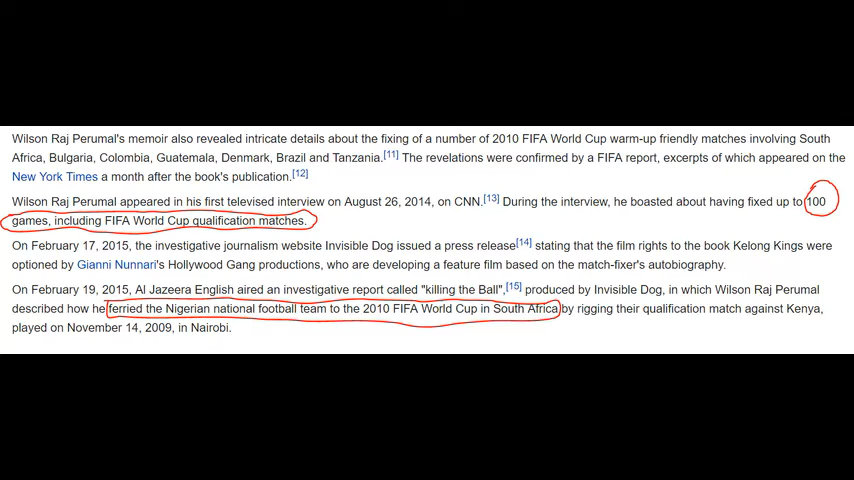 Wilson Raj Perumal's memoir also revealed intricate details about the fixing of a number of 2010 FIFA World Cup warm-up friendly matches involving South
Africa, Bulgaria, Colombia, Guatemala, Denmark, Brazil and Tanzania.[11] The revelations were confirmed by a FIFA report, excerpts of which appeared on the
New York Times a month after the book's publication.[12]
Wilson Raj Perumal appeared in his first televised interview on August 26, 2014, on CNN.[13] During the interview, he boasted about having fixed up to 100
games, including FIFA World Cup qualification matches.
On February 17, 2015, the investigative journalism website Invisible Dog issued a press release[14] stating that the film rights to the book Kelong Kings were
optioned by Gianni Nunnari's Hollywood Gang productions, who are developing a feature film based on the match-fixer's autobiography.
On February 19, 2015, Al Jazeera English aired an investigative report called "killing the Ball",[15] produced by Invisible Dog, in which Wilson Raj Perumal
described how he ferried the Nigerian national football team to the 2010 FIFA World Cup in South Africa by rigging their qualification match against Kenya,
played on November 14, 2009, in Nairobi.